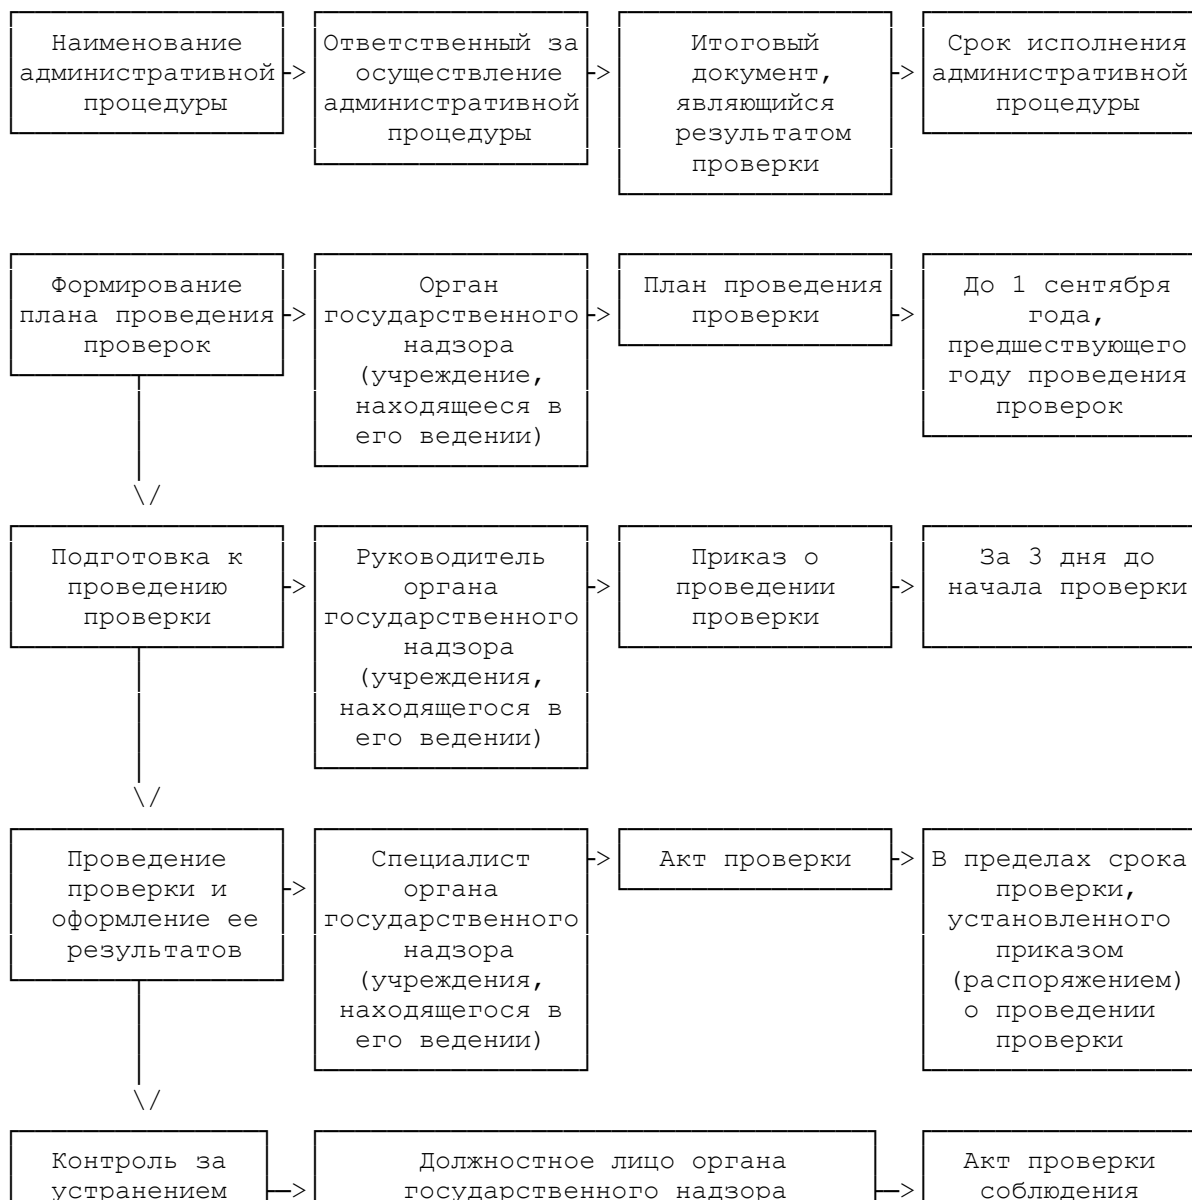 Наименование
административной
процедуры
Ответственный за
осуществление
административной
процедуры
Итоговый
документ,
являющийся
результатом
проверки
Срок исполнения
административной
процедуры
Формирование
плана проведения
проверок
Орган
государственного
надзора
(учреждение,
находящееся в
его ведении)
План проведения
проверки
До 1 сентября
года,
предшествующего
году проведения
проверок
Подготовка к
проведению
проверки
Руководитель
органа
государственного
надзора
(учреждения,
находящегося в
его ведении)
Приказ о
проведении
проверки
За 3 дня до
начала проверки
Проведение
проверки и
оформление ее
результатов
Специалист
органа
государственного
надзора
(учреждения,
находящегося в
его ведении)
Акт проверки
В пределах срока
проверки,
установленного
приказом
(распоряжением)
о проведении
проверки
Контроль за
устранением
Должностное лицо органа
государственного надзора
Акт проверки
соблюдения